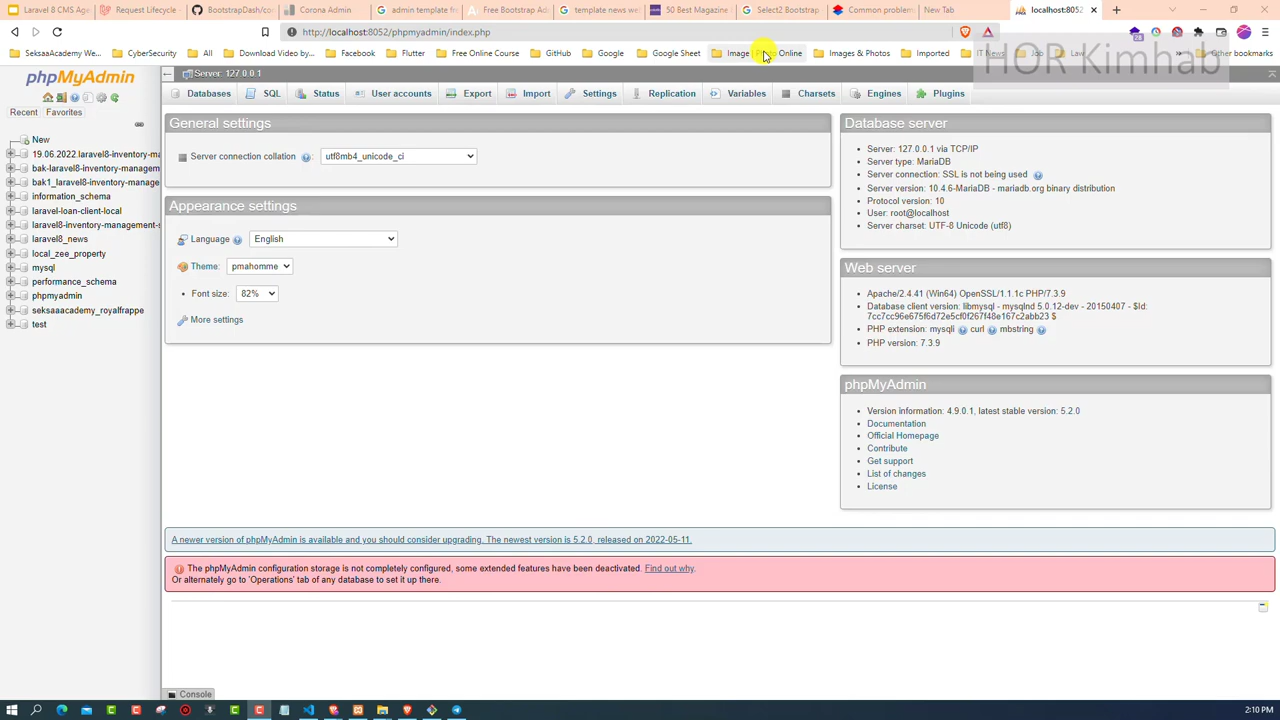 Laravel 8 CMS Age
Request Lifecycle
BootstrapDash/co
Corona Admin
admin template fr
Free Bootstrap Ad
template news wel
50 Best Magazine
Select2 Bootstrap
Common problem
New Tab
localhost:8052
http://localhost:8052/phpmyadmin/index.php
28
SeksaaAcademy We...
CyberSecurity
All
Download Video by...
Facebook
Flutter
Free Online Course
GitHub
Google
Google Sheet
Image | Photo Online
Images & Photos
Imported
IT News
Job
Law
Other bookmarks
HOR Kimhab
phpMyAdmin
Recent
Favorites
New
19.06.2022.laravel8-inventory-ma
bak-laravel8-inventory-managem
bak1_laravel8-inventory-manage
information_schema
laravel-loan-client-local
laravel8-inventory-management-s
laravel8_news
local_zee_property
mysql
performance_schema
phpmyadmin
seksaaacademy_royalfrappe
test
Server: 127.0.0.1
Databases
SQL
Status
User accounts
Export
Import
Settings
Replication
Variables
Charsets
Engines
Plugins
General settings
Server connection collation
:
utf8mb4_unicode_ci
Appearance settings
Language
English
Theme:
pmahomme
Font size:
82%
More settings
Database server
Server: 127.0.0.1 via TCP/IP
Server type: MariaDB
Server connection: SSL is not being used
Server version: 10.4.6-MariaDB - mariadb.org binary distribution
Protocol version: 10
User: root@localhost
Server charset: UTF-8 Unicode (utf8)
Web server
Apache/2.4.41 (Win64) OpenSSL/1.1.1c PHP/7.3.9
Database client version: libmysql - mysqlnd 5.0.12-dev - 20150407 - $Id:
7cc7cc96e675f6d72e5cf0f267f48e167c2abb23 $
PHP extension: mysqli curl mbstring
PHP version: 7.3.9
phpMyAdmin
Version information: 4.9.0.1, latest stable version: 5.2.0
Documentation
Official Homepage
Contribute
Get support
List of changes
License
A newer version of phpMyAdmin is available and you should consider upgrading. The newest version is 5.2.0, released on 2022-05-11.
The phpMyAdmin configuration storage is not completely configured, some extended features have been deactivated. Find out why.
Or alternately go to 'Operations' tab of any database to set it up there.
Console
2:10 PM